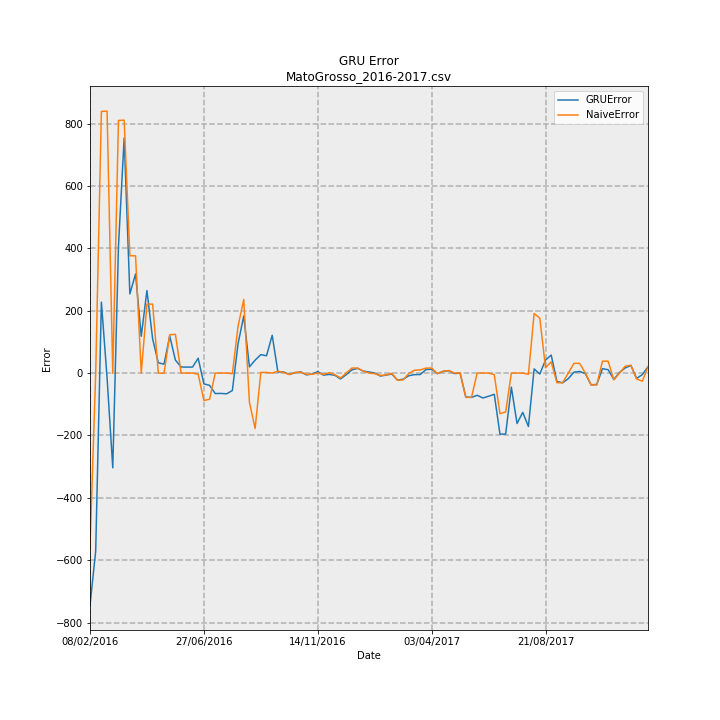 GRU Error
MatoGrosso_2016-2017.csv
GRUError
NaiveError
800
600
400
200
0
−200
−400
−600
−800
Error
08/02/2016 27/06/2016 14/11/2016 03/04/2017 21/08/2017
Date